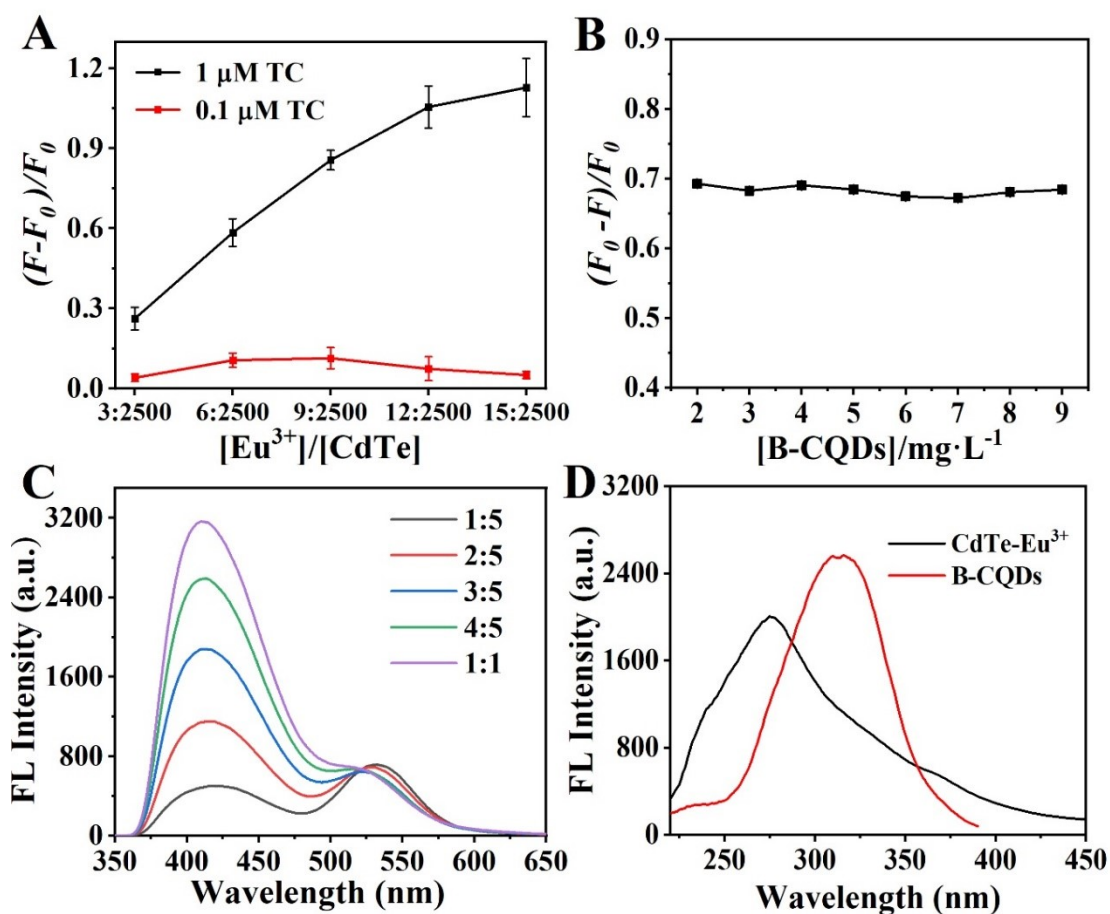 A
1 μM TC
0.1 μM TC
(F-F₀)/F₀
1.2
0.9
0.6
0.3
0.0
3:2500 6:2500 9:2500 12:2500 15:2500
[Eu³⁺]/[CdTe]
B
(F₀-F)/F₀
0.9
0.8
0.7
0.6
0.5
0.4
2 3 4 5 6 7 8 9
[B-CQDs]/mg·L⁻¹
C
1:5
2:5
3:5
4:5
1:1
FL Intensity (a.u.)
3200
2400
1600
800
0
350 400 450 500 550 600 650
Wavelength (nm)
D
CdTe-Eu³⁺
B-CQDs
FL Intensity (a.u.)
3200
2400
1600
800
0
250 300 350 400 450
Wavelength (nm)